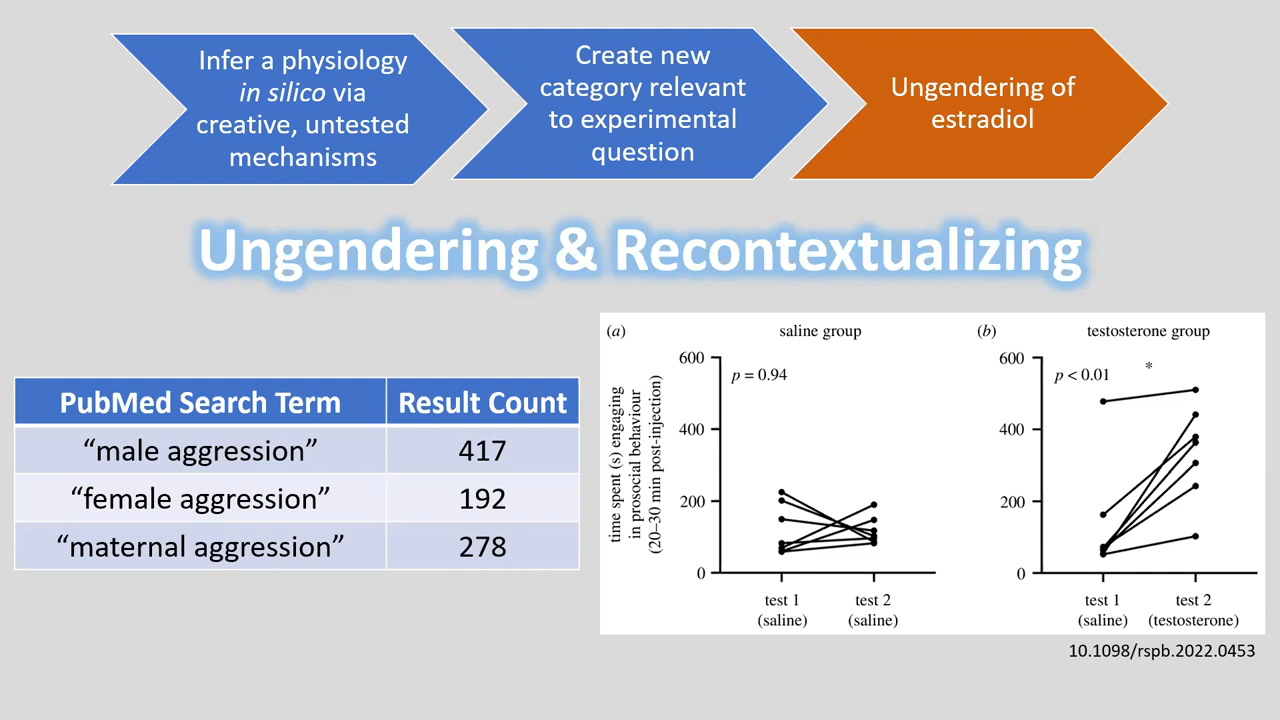 Infer a physiology
in silico via
creative, untested
mechanisms
Create new
category relevant
to experimental
question
Ungendering of
estradiol
Ungendering & Recontextualizing
PubMed Search Term Result Count
“male aggression” 417
“female aggression” 192
“maternal aggression” 278
(a) saline group
time spent (s) engaging
in prosocial behaviour
(20–30 min post-injection)
600
400
200
0
p = 0.94
test 1 test 2
(saline) (saline)
(b) testosterone group
600
400
200
0
p < 0.01 *
test 1 test 2
(saline) (testosterone)
10.1098/rspb.2022.0453